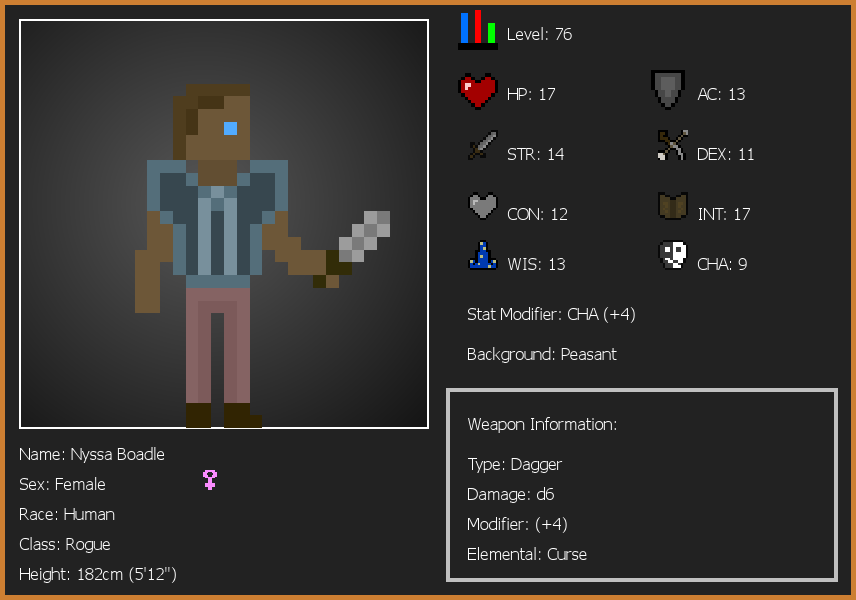 Level: 76
HP: 17
AC: 13
STR: 14
DEX: 11
CON: 12
INT: 17
WIS: 13
CHA: 9
Stat Modifier: CHA (+4)
Background: Peasant
Weapon Information:
Type: Dagger
Damage: d6
Modifier: (+4)
Elemental: Curse
Name: Nyssa Boadle
Sex: Female
Race: Human
Class: Rogue
Height: 182cm (5'12")